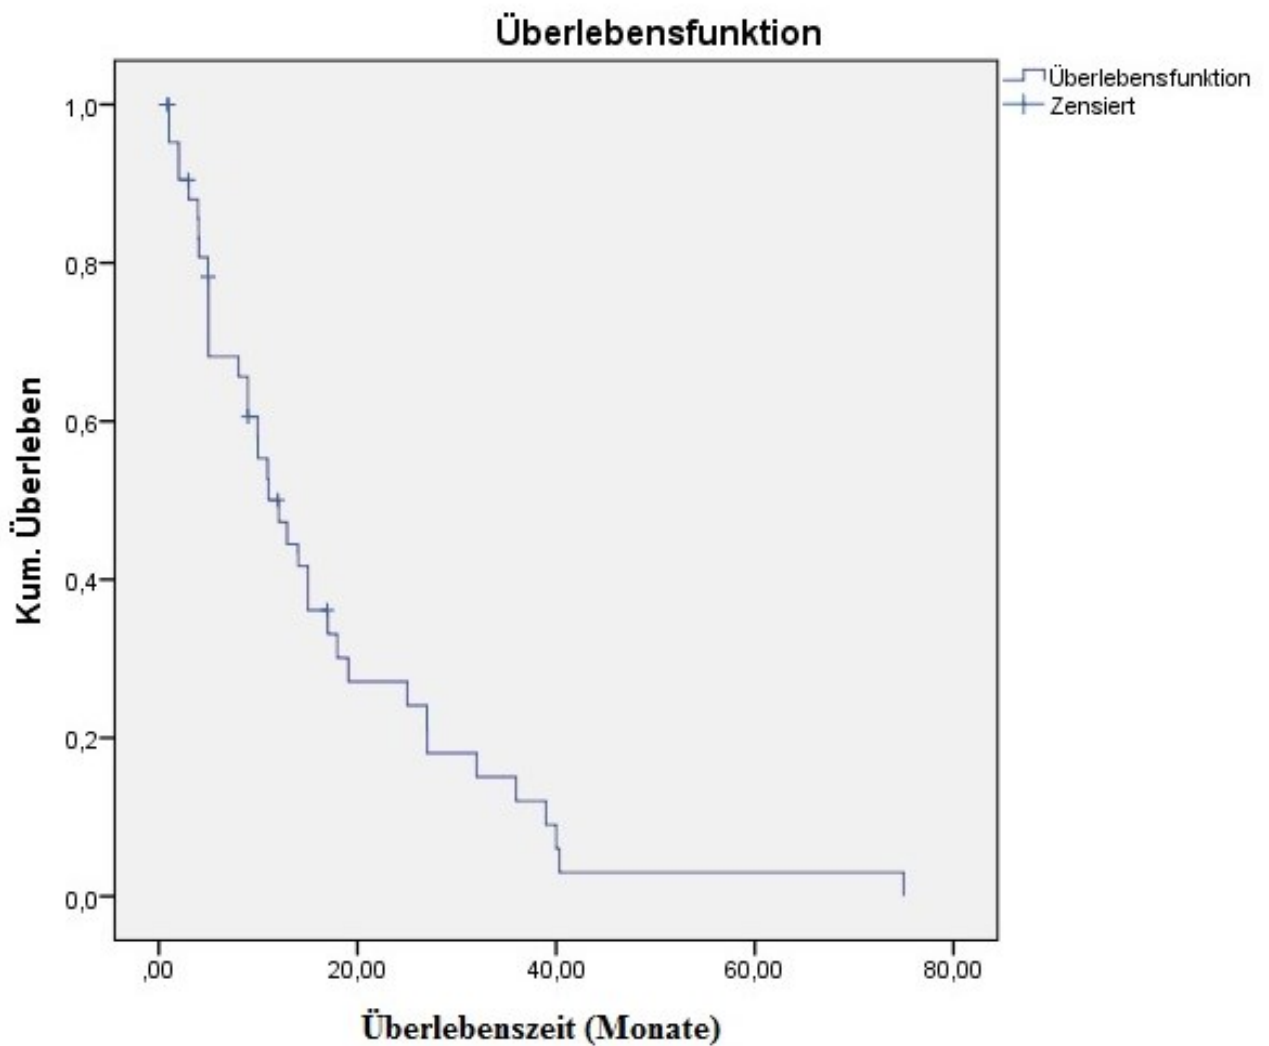 Überlebensfunktion
Überlebensfunktion
Zensiert
Kum. Überleben
1,0
0,8
0,6
0,4
0,2
0,0
,00 20,00 40,00 60,00 80,00
Überlebenszeit (Monate)